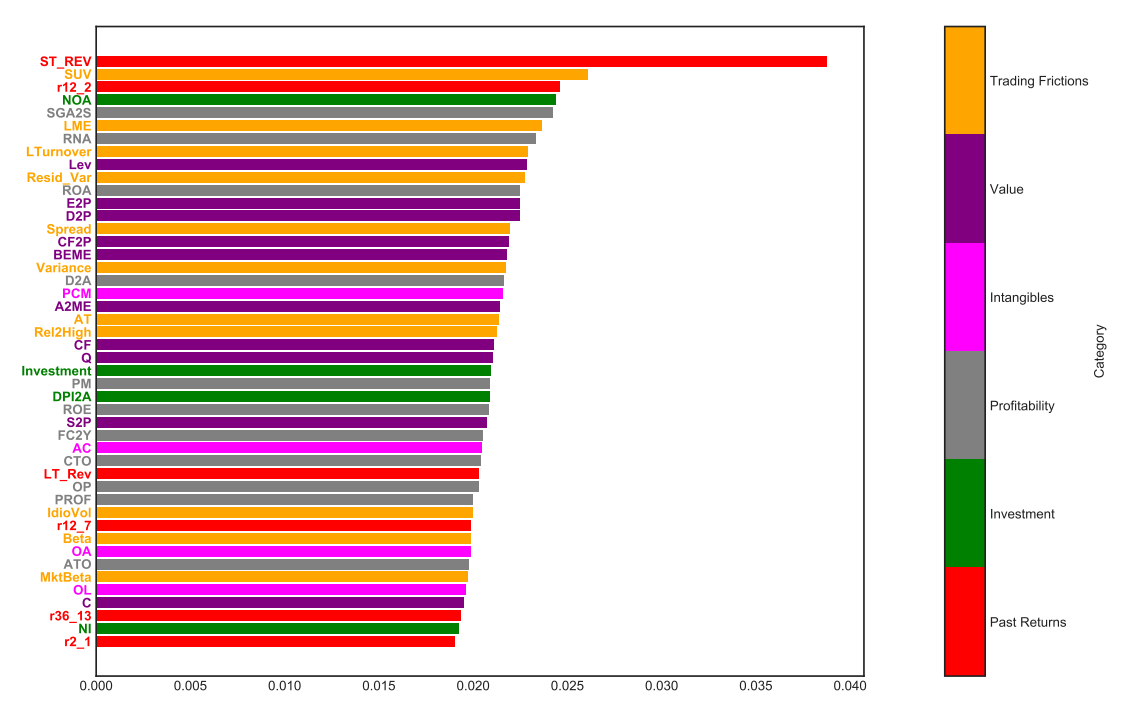 ST_REV
SUV
r12_2
NOA
SGA2S
LME
RNA
LTurnover
Lev
Resid_Var
ROA
E2P
D2P
Spread
CF2P
BEME
Variance
D2A
PCM
A2ME
AT
Rel2High
CF
Q
Investment
PM
DPI2A
ROE
S2P
FC2Y
AC
CTO
LT_Rev
OP
PROF
IdioVol
r12_7
Beta
OA
ATO
MktBeta
OL
C
r36_13
NI
r2_1
0.000 0.005 0.010 0.015 0.020 0.025 0.030 0.035 0.040
Trading Frictions
Value
Intangibles
Profitability
Investment
Past Returns
Category